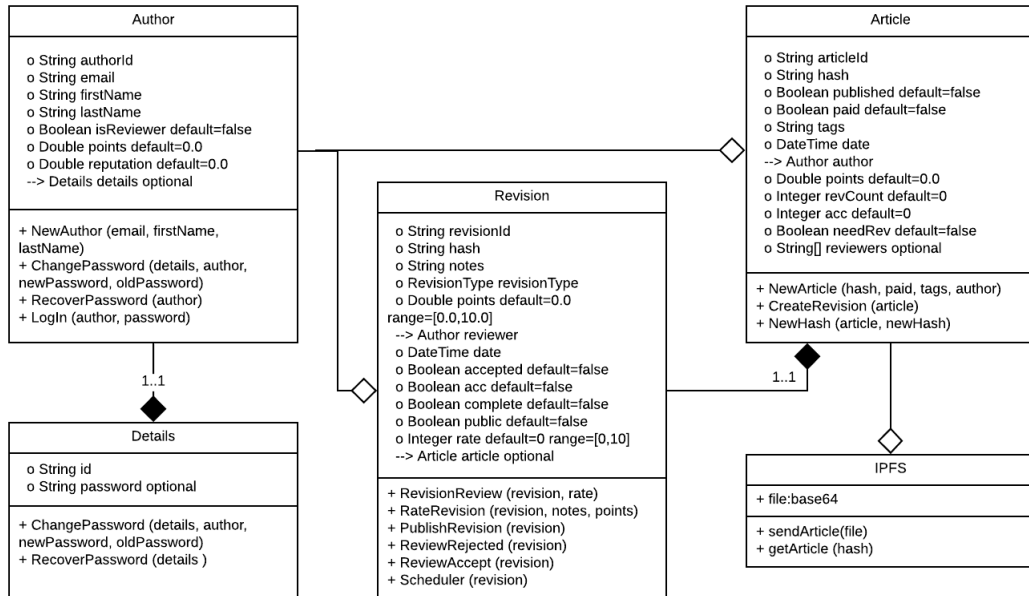 Author
o String authorId
o String email
o String firstName
o String lastName
o Boolean isReviewer default=false
o Double points default=0.0
o Double reputation default=0.0
--> Details details optional
+ NewAuthor (email, firstName,
lastName)
+ ChangePassword (details, author,
newPassword, oldPassword)
+ RecoverPassword (author)
+ LogIn (author, password)
1..1
Details
o String id
o String password optional
+ ChangePassword (details, author,
newPassword, oldPassword)
+ RecoverPassword (details )
Revision
o String revisionId
o String hash
o String notes
o RevisionType revisionType
o Double points default=0.0
range=[0.0,10.0]
--> Author reviewer
o DateTime date
o Boolean accepted default=false
o Boolean acc default=false
o Boolean complete default=false
o Boolean public default=false
o Integer rate default=0 range=[0,10]
--> Article article optional
+ RevisionReview (revision, rate)
+ RateRevision (revision, notes, points)
+ PublishRevision (revision)
+ ReviewRejected (revision)
+ ReviewAccept (revision)
+ Scheduler (revision)
Article
o String articleId
o String hash
o Boolean published default=false
o Boolean paid default=false
o String tags
o DateTime date
--> Author author
o Double points default=0.0
o Integer revCount default=0
o Integer acc default=0
o Boolean needRev default=false
o String[] reviewers optional
+ NewArticle (hash, paid, tags, author)
+ CreateRevision (article)
+ NewHash (article, newHash)
1..1
IPFS
+ file:base64
+ sendArticle(file)
+ getArticle (hash)